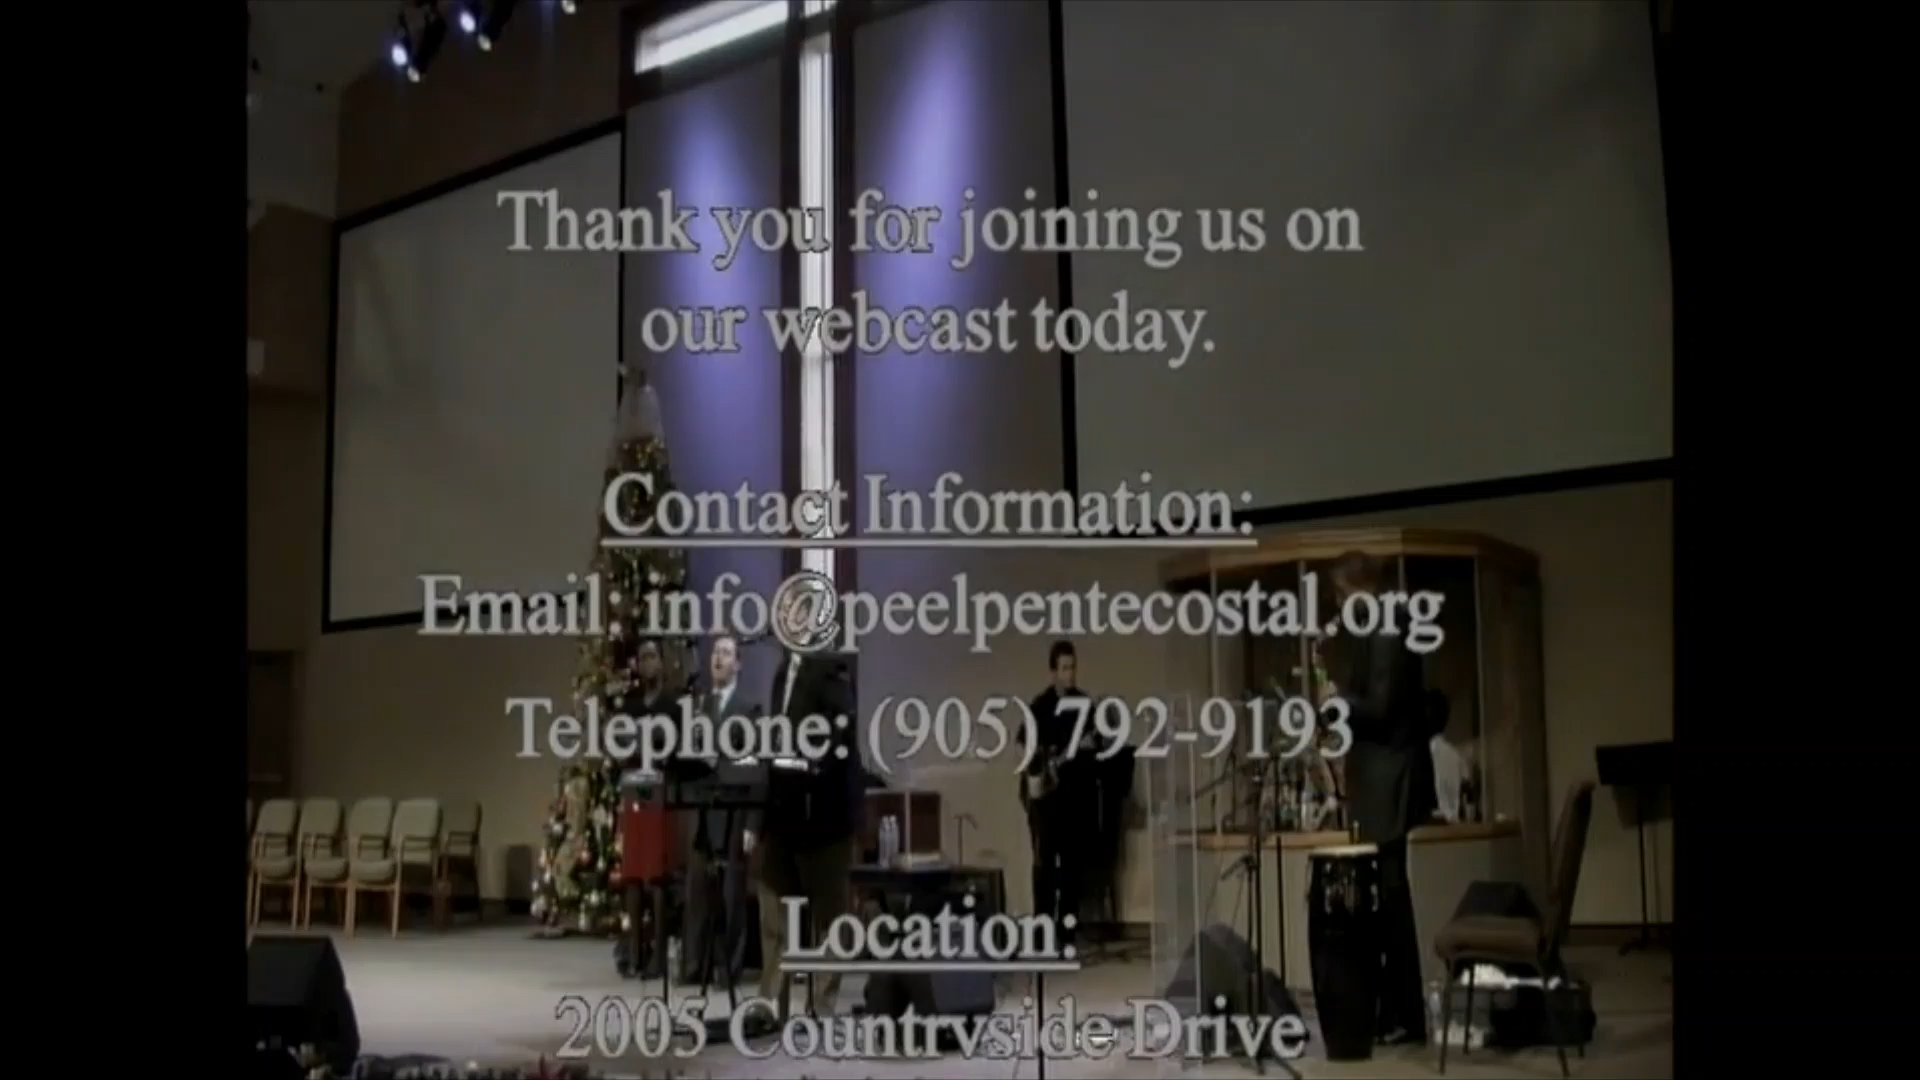 Thank you for joining us on
our webcast today.
Contact Information:
Email: info@peelpentecostal.org
Telephone: (905) 792-9193
Location:
2005 Countryside Drive